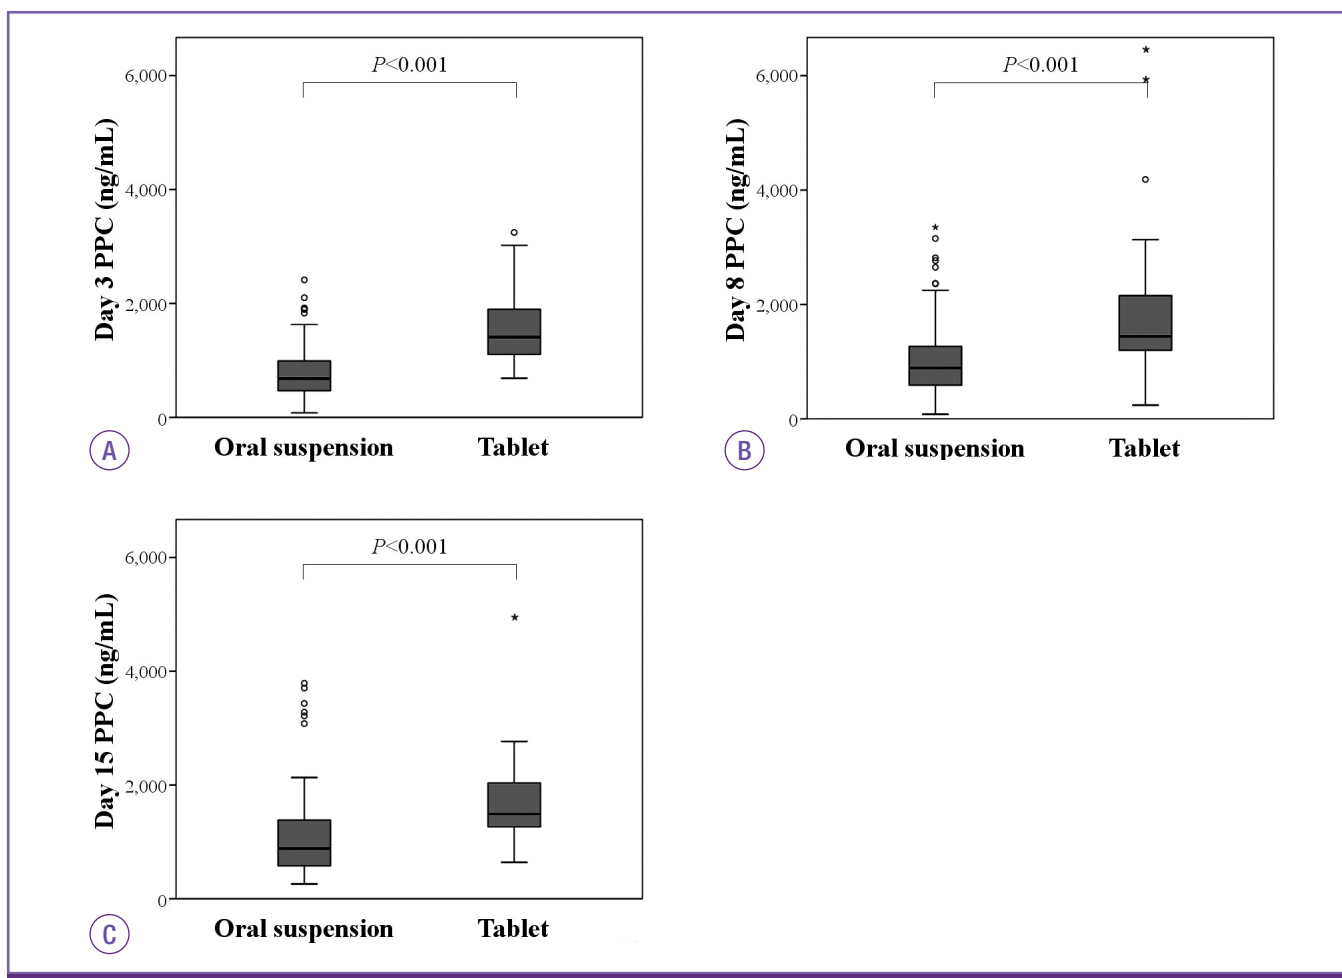 P<0.001
6,000
4,000
2,000
0
Day 3 PPC (ng/mL)
Oral suspension Tablet
A
P<0.001
6,000
4,000
2,000
0
Day 8 PPC (ng/mL)
Oral suspension Tablet
B
P<0.001
6,000
4,000
2,000
0
Day 15 PPC (ng/mL)
Oral suspension Tablet
C